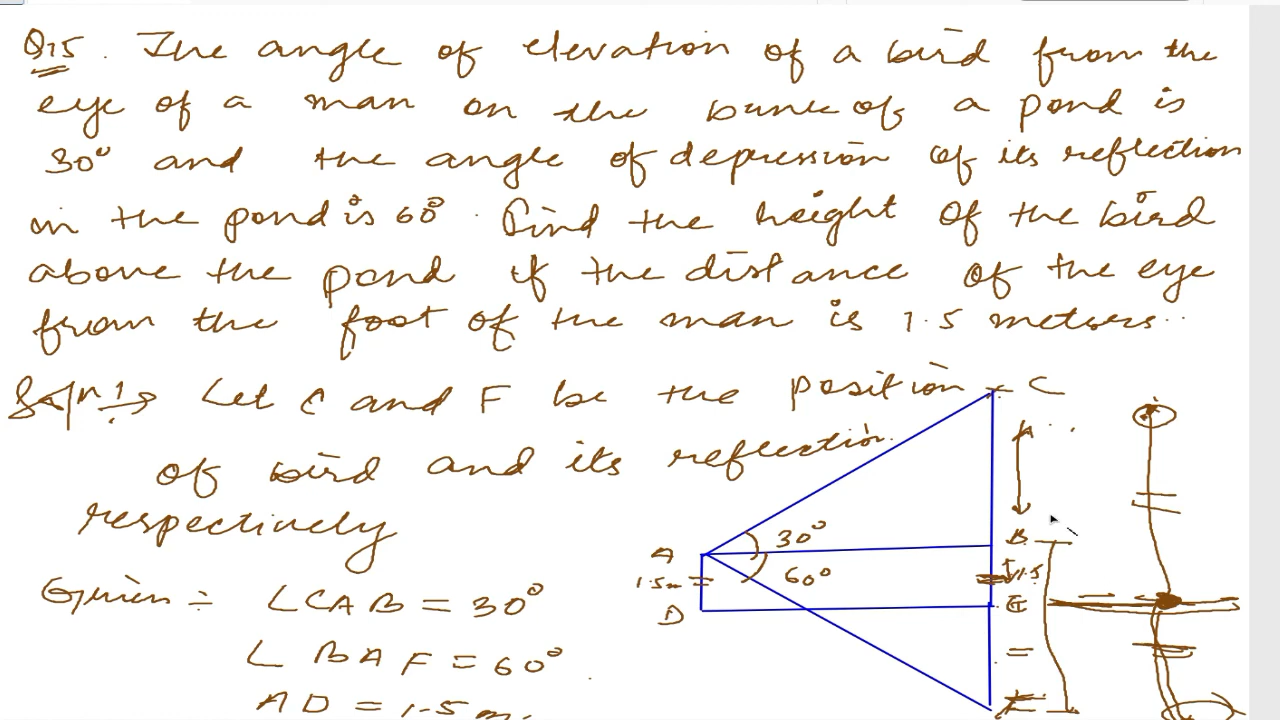 Q15. The angle of elevation of a bird from the
eye of a man on the bank of a pond is
30° and the angle of depression of its reflection
in the pond is 60°. Find the height of the bird
above the pond if the distance of the eye
from the foot of the man is 1.5 meters.
Soln:→ Let C and F be the position
of bird and its reflection
respectively
Given ÷ ∠CAB = 30°
∠BAF = 60°
AD = 1.5 m.
C
30°
A
B
1.5m
60°
1.5
D
E
F